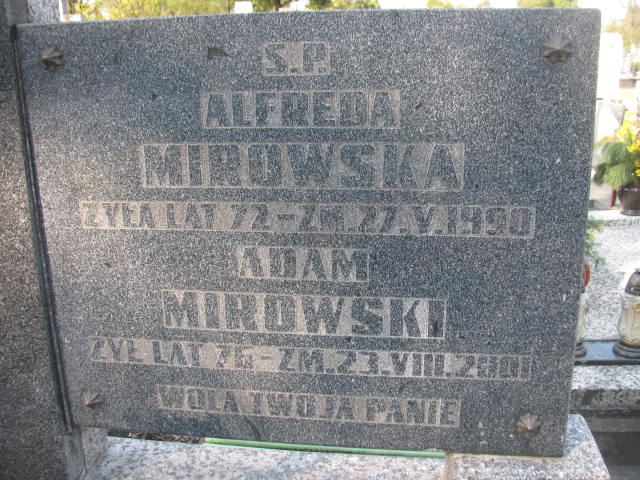 S.P.
ALFREDA
MIROWSKA
ŻYŁA LAT 72-ZM.27.V.1990
ADAM
MIROWSKI
ŻYŁ LAT 76-ZM.23.VIII.2001
WOLA TWOJA PANIE